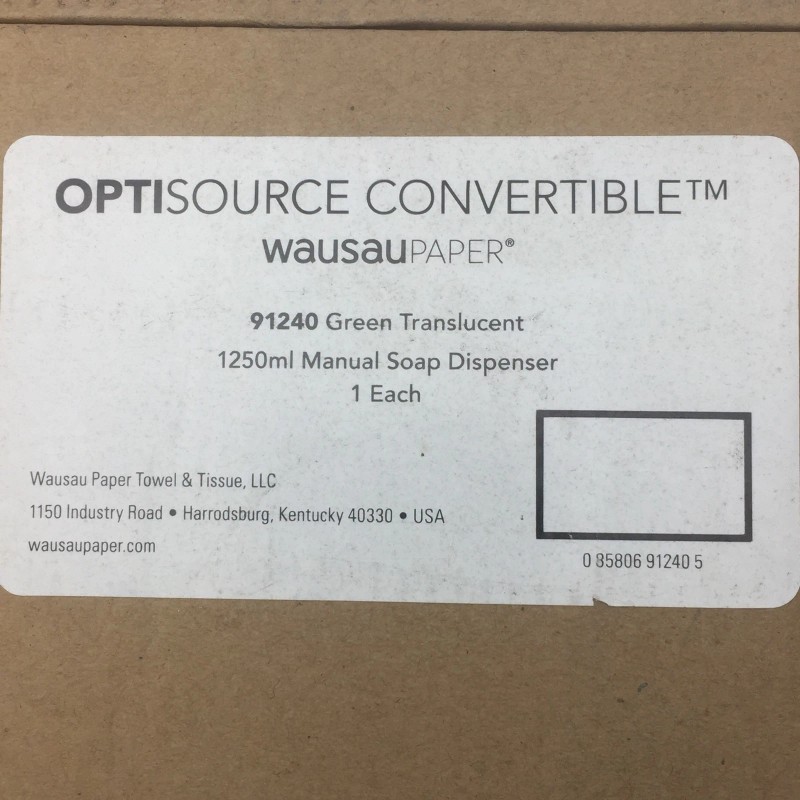 OPTISOURCE CONVERTIBLE™
wausauPAPER®
91240 Green Translucent
1250ml Manual Soap Dispenser
1 Each
Wausau Paper Towel & Tissue, LLC
1150 Industry Road • Harrodsburg, Kentucky 40330 • USA
wausaupaper.com
0 85806 91240 5